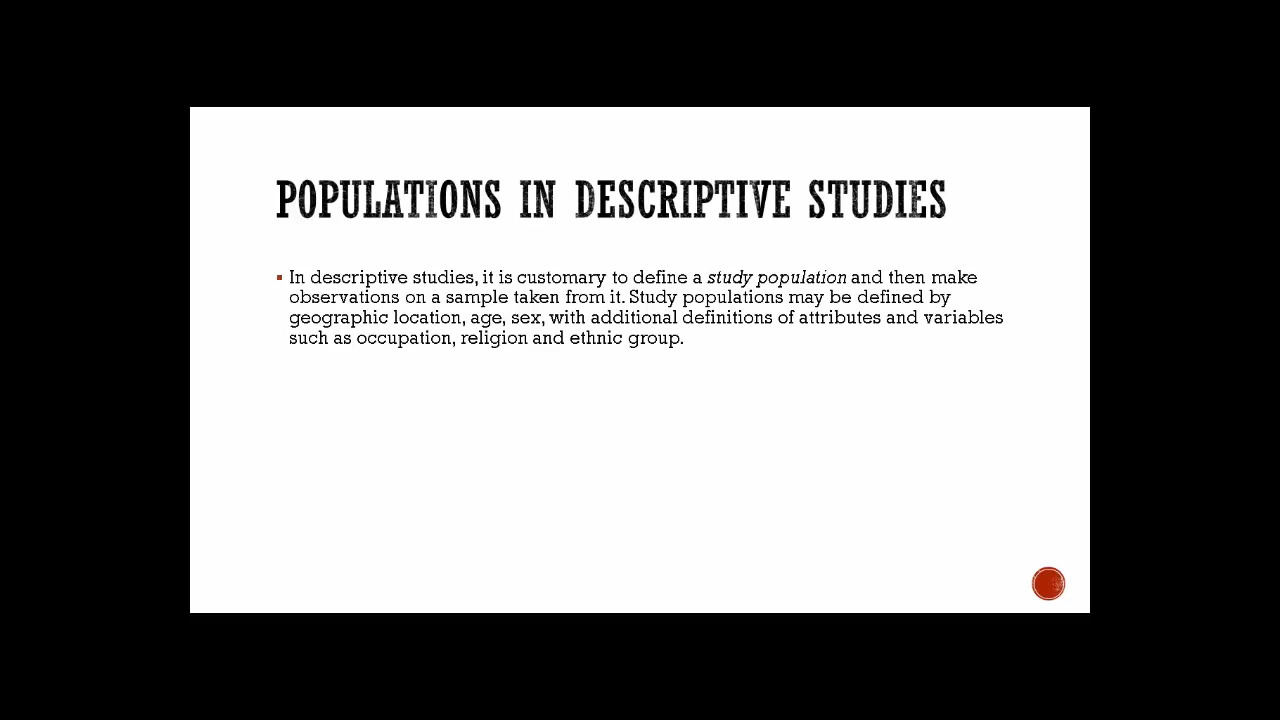 POPULATIONS IN DESCRIPTIVE STUDIES
▪ In descriptive studies, it is customary to define a study population and then make
observations on a sample taken from it. Study populations may be defined by
geographic location, age, sex, with additional definitions of attributes and variables
such as occupation, religion and ethnic group.